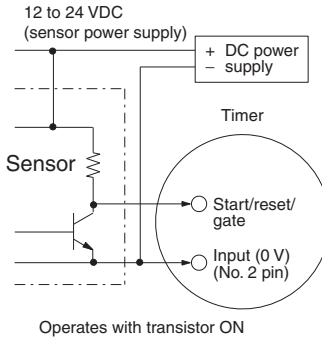 12 to 24 VDC
(sensor power supply)
+ DC power
− supply
Timer
Sensor
Start/reset/
gate
Input (0 V)
(No. 2 pin)
Operates with transistor ON